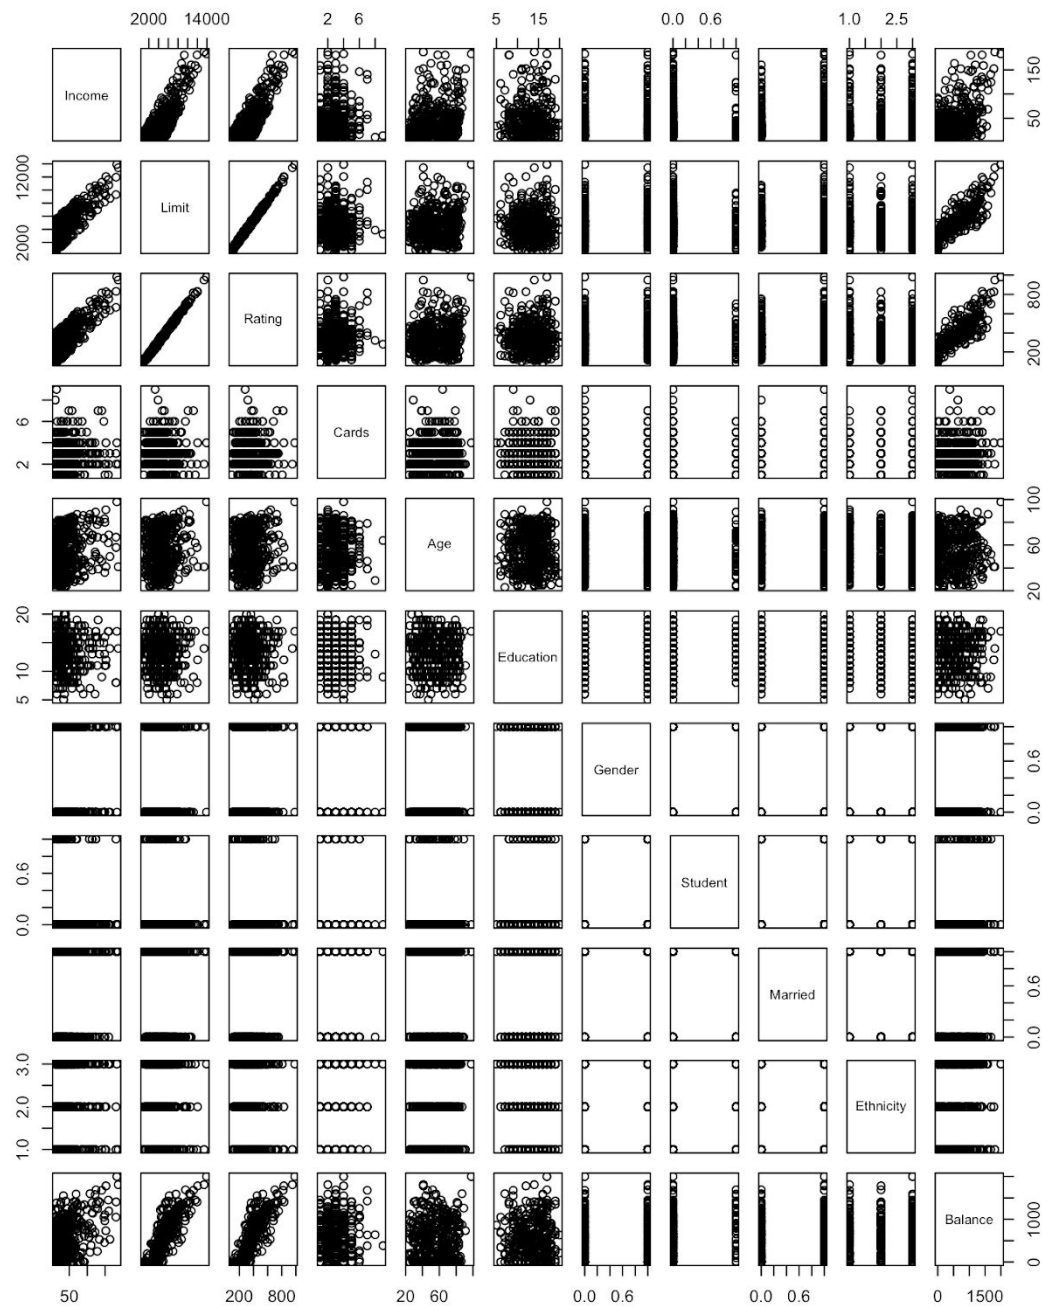 2000 14000 2 6 5 15 0.0 0.6 1.0 2.5
Income 50 150
2000 12000 Limit
Rating 200 800
2 6 Cards
Age 20 60 100
5 10 20 Education
Gender 0.0 0.6
0.0 0.6 Student
Married 0.0 0.6
1.0 2.0 3.0 Ethnicity
Balance 0 1000
50 200 800 20 60 0.0 0.6 0.0 0.6 0 1500